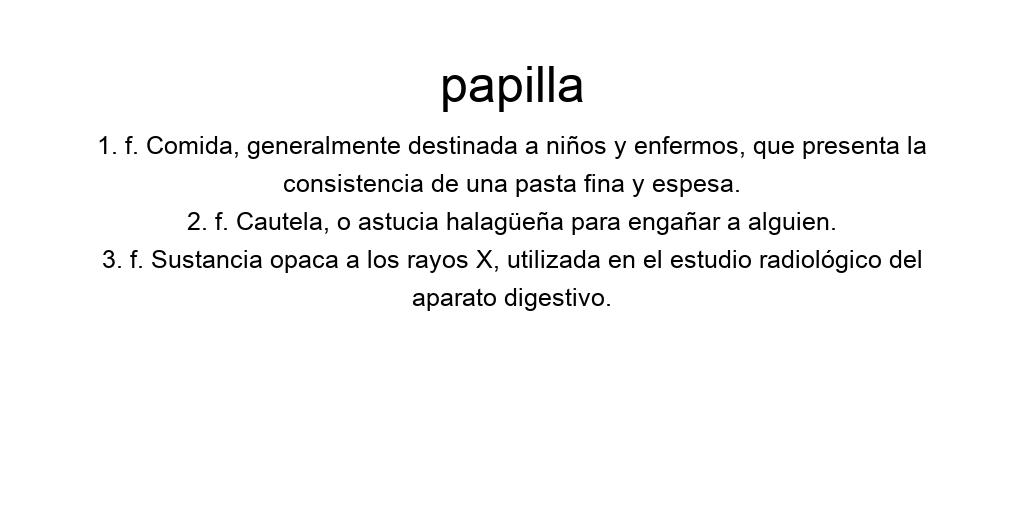 papilla
1. f. Comida, generalmente destinada a niños y enfermos, que presenta la
consistencia de una pasta fina y espesa.
2. f. Cautela, o astucia halagüeña para engañar a alguien.
3. f. Sustancia opaca a los rayos X, utilizada en el estudio radiológico del
aparato digestivo.